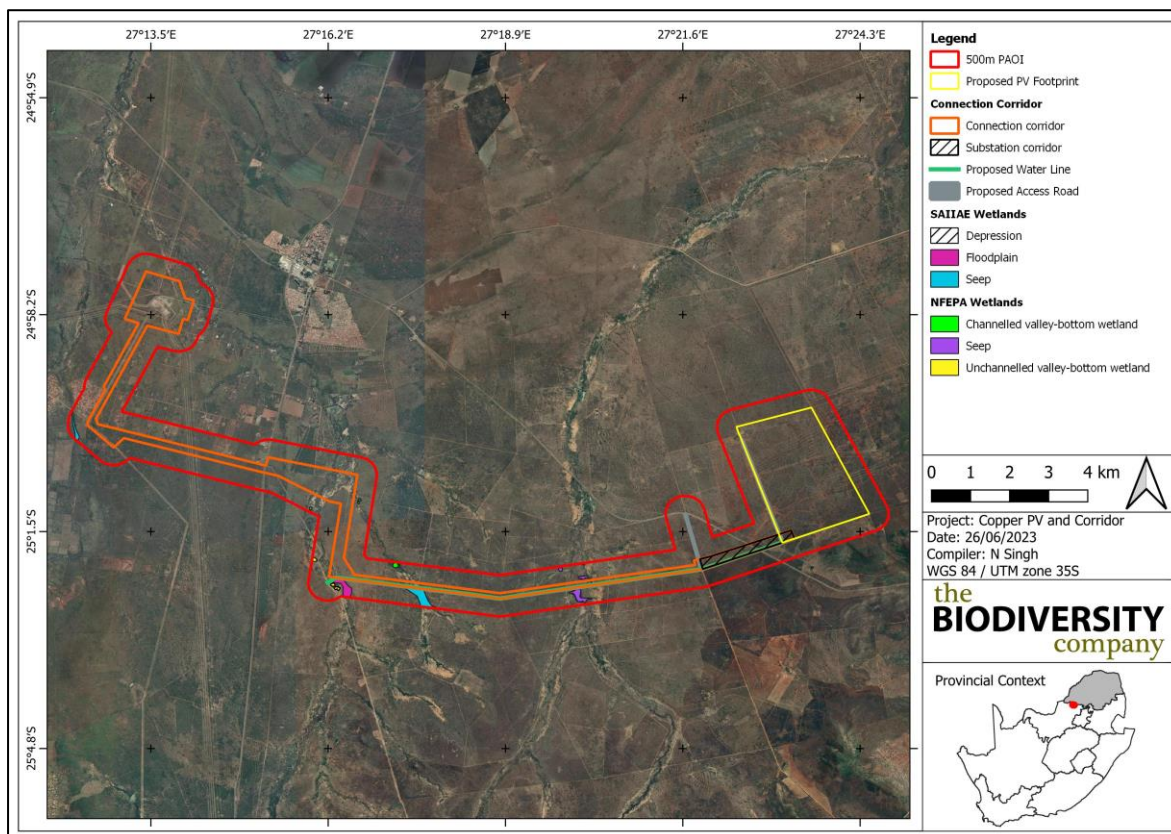 27°13.5'E
27°16.2'E
27°18.9'E
27°21.6'E
27°24.3'E
24°54.9'S
24°58.2'S
25°1.5'S
25°4.8'S
Legend
500m PAOI
Proposed PV Footprint
Connection Corridor
Connection corridor
Substation corridor
Proposed Water Line
Proposed Access Road
SAIIAE Wetlands
Depression
Floodplain
Seep
NFEPA Wetlands
Channelled valley-bottom wetland
Seep
Unchannelled valley-bottom wetland
0 1 2 3 4 km
Project: Copper PV and Corridor
Date: 26/06/2023
Compiler: N Singh
WGS 84 / UTM zone 35S
the
BIODIVERSITY
company
Provincial Context